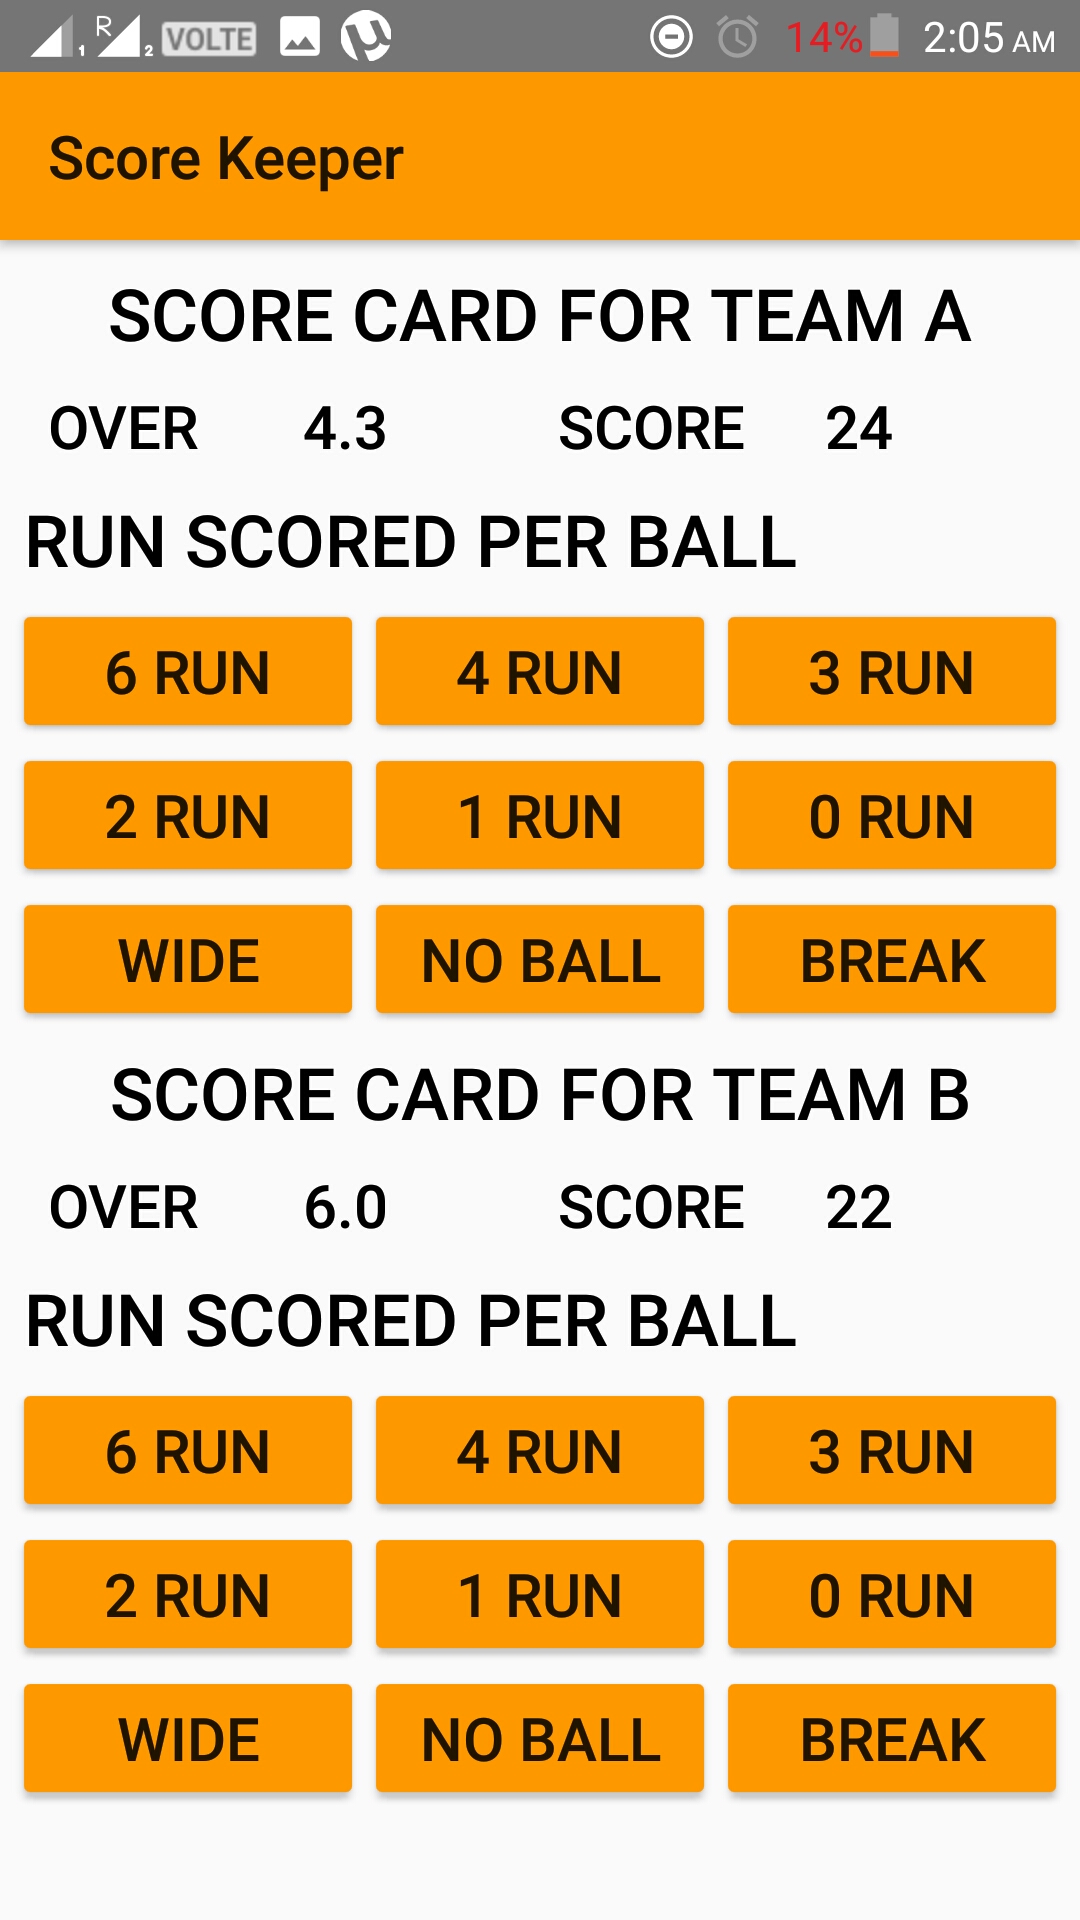 1 R 2 VOLTE 14% 2:05 AM
Score Keeper
SCORE CARD FOR TEAM A
OVER 4.3 SCORE 24
RUN SCORED PER BALL
6 RUN 4 RUN 3 RUN
2 RUN 1 RUN 0 RUN
WIDE NO BALL BREAK
SCORE CARD FOR TEAM B
OVER 6.0 SCORE 22
RUN SCORED PER BALL
6 RUN 4 RUN 3 RUN
2 RUN 1 RUN 0 RUN
WIDE NO BALL BREAK